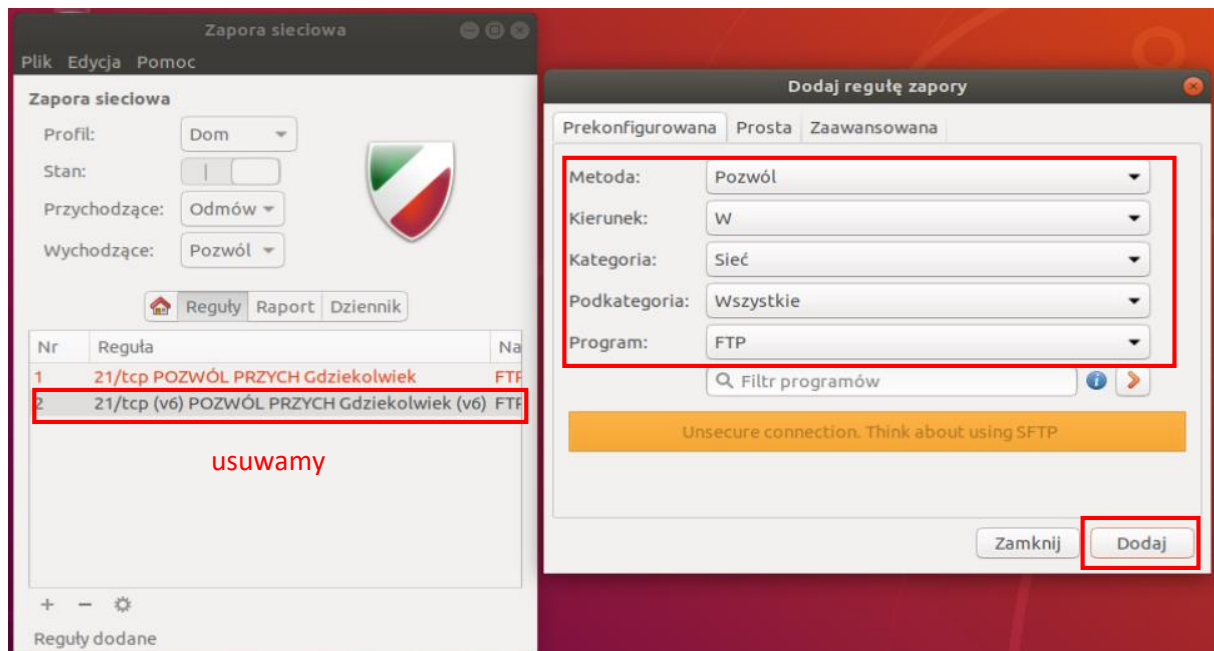 Zapora sieciowa
Plik Edycja Pomoc
Zapora sieciowa
Profil: Dom
Stan:
Przychodzące: Odmów
Wychodzące: Pozwól
Reguły Raport Dziennik
Nr Reguła Na
1 21/tcp POZWÓL PRZYCH Gdziekolwiek FTP
2 21/tcp (v6) POZWÓL PRZYCH Gdziekolwiek (v6) FTP
usuwamy
+ −
Reguły dodane
Dodaj regułę zapory
Prekonfigurowana Prosta Zaawansowana
Metoda: Pozwól
Kierunek: W
Kategoria: Sieć
Podkategoria: Wszystkie
Program: FTP
Filtr programów
Unsecure connection. Think about using SFTP
Zamknij Dodaj